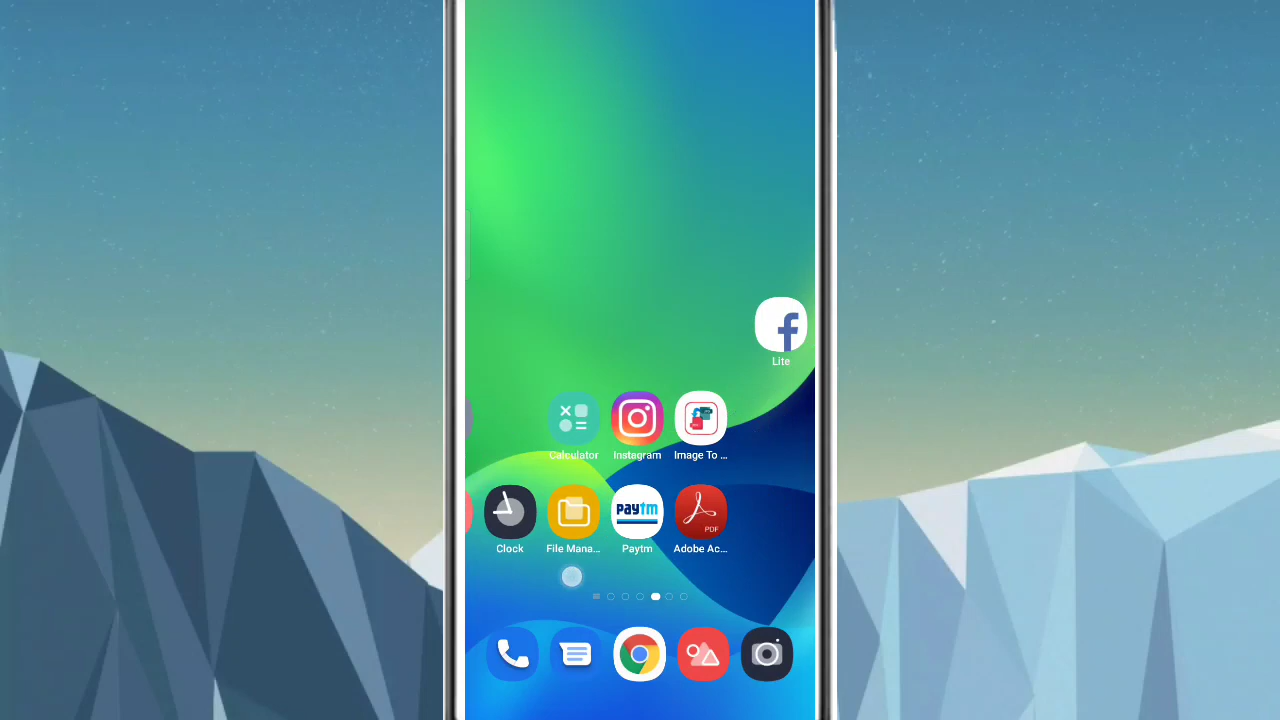 Lite
Calculator Instagram Image To ...
paytm
PDF
Clock File Mana... Paytm Adobe Ac...